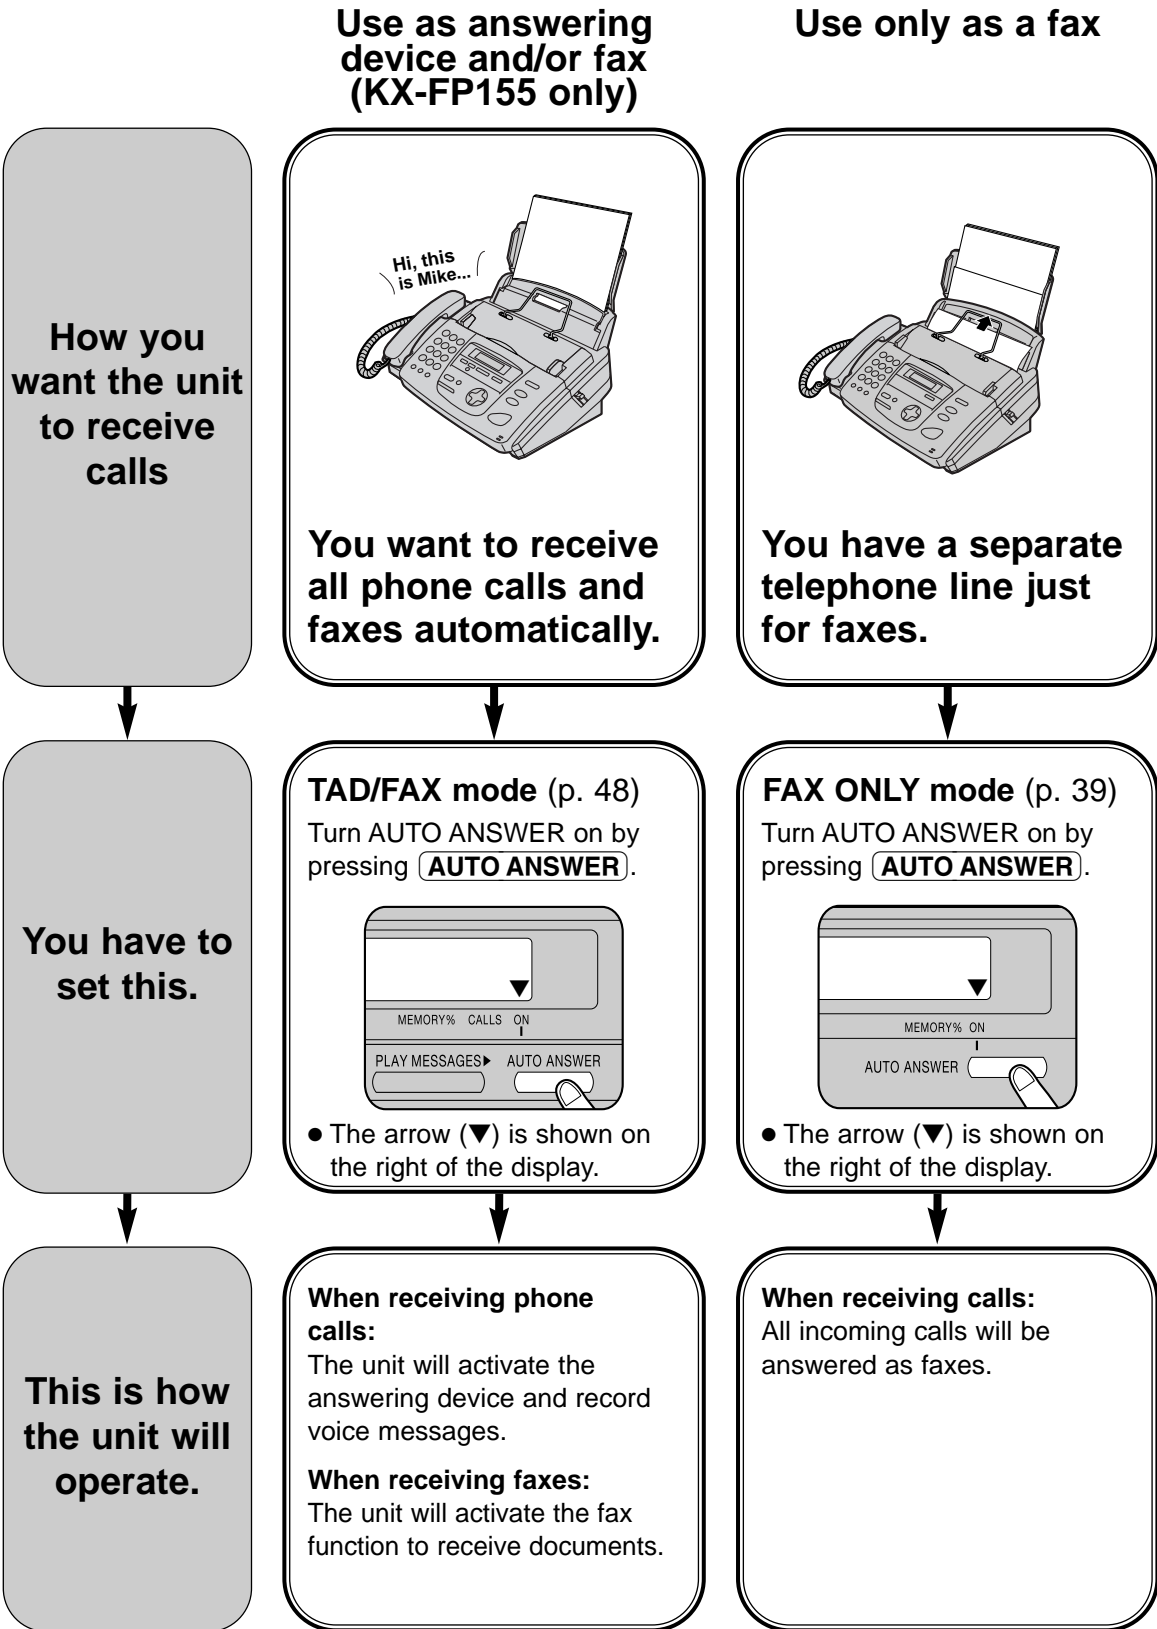 Use as answering
device and/or fax
(KX-FP155 only)
Use only as a fax
How you
want the unit
to receive
calls
Hi, this
is Mike...
You want to receive
all phone calls and
faxes automatically.
You have a separate
telephone line just
for faxes.
You have to
set this.
TAD/FAX mode (p. 48)
Turn AUTO ANSWER on by
pressing AUTO ANSWER.
▼
MEMORY% CALLS ON
PLAY MESSAGES▶ AUTO ANSWER
● The arrow (▼) is shown on
the right of the display.
FAX ONLY mode (p. 39)
Turn AUTO ANSWER on by
pressing AUTO ANSWER.
▼
MEMORY% ON
AUTO ANSWER
● The arrow (▼) is shown on
the right of the display.
This is how
the unit will
operate.
When receiving phone
calls:
The unit will activate the
answering device and record
voice messages.
When receiving faxes:
The unit will activate the fax
function to receive documents.
When receiving calls:
All incoming calls will be
answered as faxes.